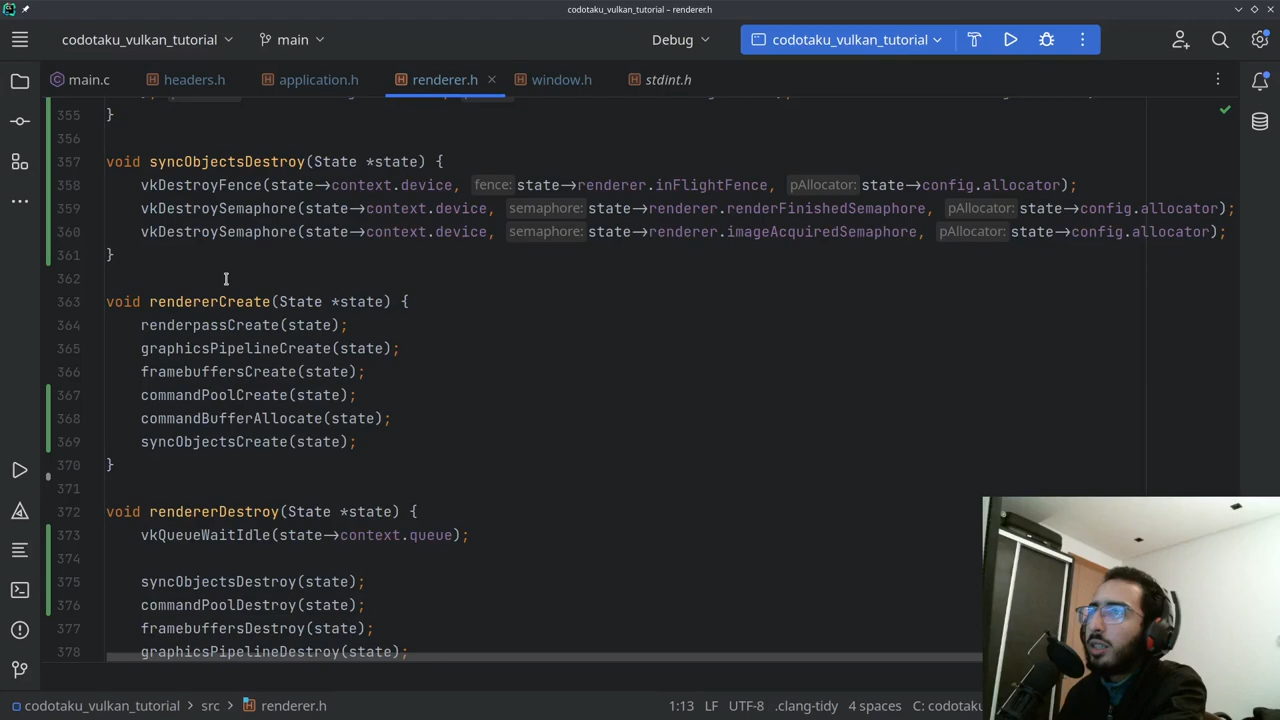 codotaku_vulkan_tutorial – renderer.h
codotaku_vulkan_tutorial main Debug codotaku_vulkan_tutorial
main.c headers.h application.h renderer.h window.h stdint.h
355 }
356
357 void syncObjectsDestroy(State *state) {
358 vkDestroyFence(state->context.device, fence: state->renderer.inFlightFence, pAllocator: state->config.allocator);
359 vkDestroySemaphore(state->context.device, semaphore: state->renderer.renderFinishedSemaphore, pAllocator: state->config.allocator);
360 vkDestroySemaphore(state->context.device, semaphore: state->renderer.imageAcquiredSemaphore, pAllocator: state->config.allocator);
361 }
362
363 void rendererCreate(State *state) {
364 renderpassCreate(state);
365 graphicsPipelineCreate(state);
366 framebuffersCreate(state);
367 commandPoolCreate(state);
368 commandBufferAllocate(state);
369 syncObjectsCreate(state);
370 }
371
372 void rendererDestroy(State *state) {
373 vkQueueWaitIdle(state->context.queue);
374
375 syncObjectsDestroy(state);
376 commandPoolDestroy(state);
377 framebuffersDestroy(state);
378 graphicsPipelineDestroy(state);
codotaku_vulkan_tutorial > src > renderer.h 1:13 LF UTF-8 .clang-tidy 4 spaces C: codotaku